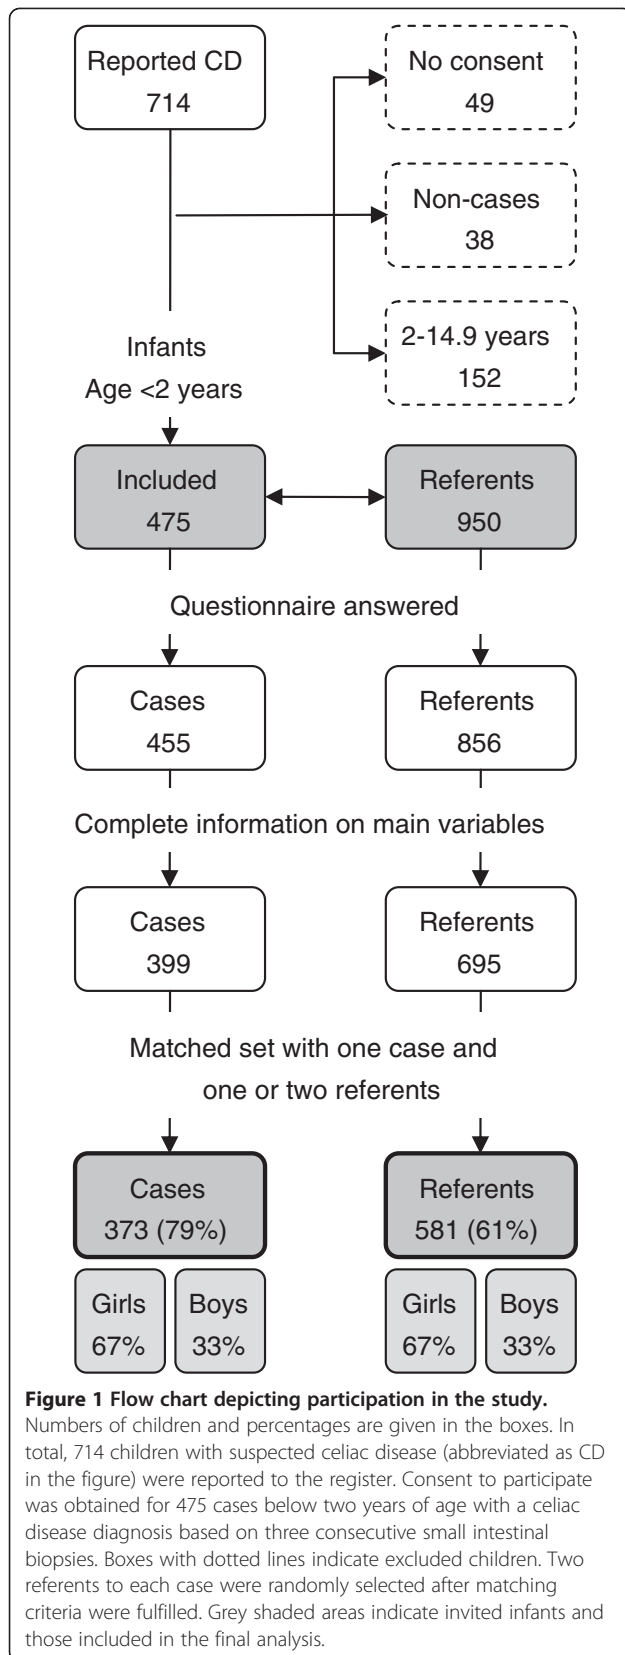 Reported CD
714
No consent
49
Non-cases
38
2-14.9 years
152
Infants
Age <2 years
Included
475
Referents
950
Questionnaire answered
Cases
455
Referents
856
Complete information on main variables
Cases
399
Referents
695
Matched set with one case and
one or two referents
Cases
373 (79%)
Referents
581 (61%)
Girls
67%
Boys
33%
Girls
67%
Boys
33%
Figure 1 Flow chart depicting participation in the study.
Numbers of children and percentages are given in the boxes. In
total, 714 children with suspected celiac disease (abbreviated as CD
in the figure) were reported to the register. Consent to participate
was obtained for 475 cases below two years of age with a celiac
disease diagnosis based on three consecutive small intestinal
biopsies. Boxes with dotted lines indicate excluded children. Two
referents to each case were randomly selected after matching
criteria were fulfilled. Grey shaded areas indicate invited infants and
those included in the final analysis.